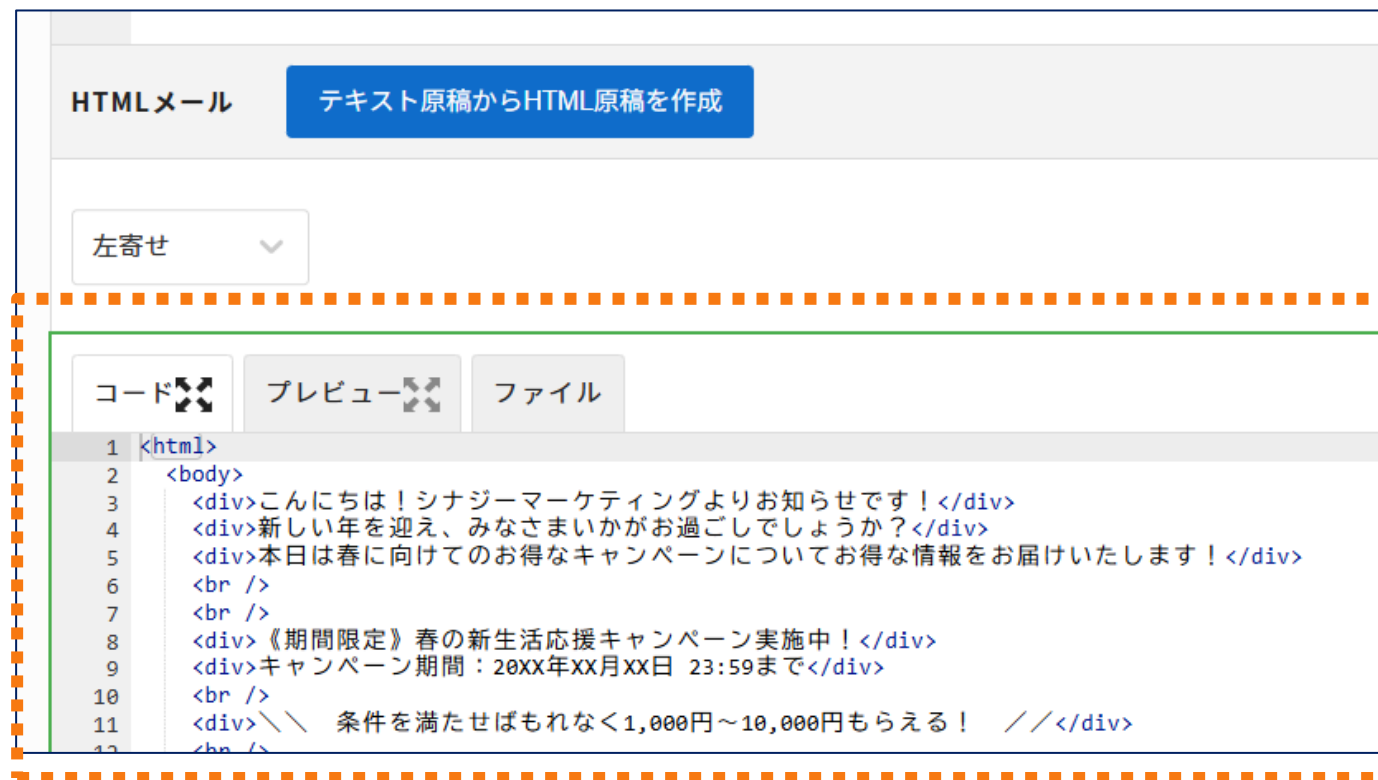 HTMLメール
テキスト原稿からHTML原稿を作成
左寄せ
コード
プレビュー
ファイル
1 <html>
2 <body>
3 <div>こんにちは！シナジーマーケティングよりお知らせです！</div>
4 <div>新しい年を迎え、みなさまいかがお過ごしでしょうか？</div>
5 <div>本日は春に向けてのお得なキャンペーンについてお得な情報をお届けいたします！</div>
6 <br />
7 <br />
8 <div>《期間限定》春の新生活応援キャンペーン実施中！</div>
9 <div>キャンペーン期間：20XX年XX月XX日 23:59まで</div>
10 <br />
11 <div>＼＼　条件を満たせばもれなく1,000円～10,000円もらえる！　／／</div>